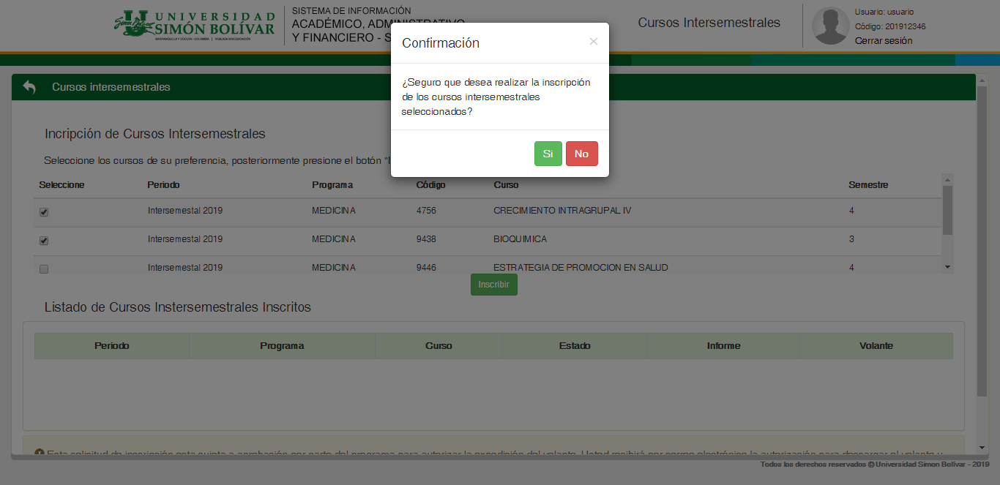 UNIVERSIDAD
SIMÓN BOLÍVAR
BARRANQUILLA Y CÚCUTA - COLOMBIA | VIGILADA MINEDUCACIÓN
SISTEMA DE INFORMACIÓN
ACADÉMICO, ADMINISTRATIVO
Y FINANCIERO - S
Cursos Intersemestrales
Usuario: usuario
Código: 201912346
Cerrar sesión
Confirmación
×
¿Seguro que desea realizar la inscripción
de los cursos intersemestrales
seleccionados?
Si No
Cursos intersemestrales
Incripción de Cursos Intersemestrales
Seleccione los cursos de su preferencia, posteriormente presione el botón "I
Seleccione Periodo Programa Código Curso Semestre
Intersemestal 2019 MEDICINA 4756 CRECIMIENTO INTRAGRUPAL IV 4
Intersemestal 2019 MEDICINA 9438 BIOQUIMICA 3
Intersemestal 2019 MEDICINA 9446 ESTRATEGIA DE PROMOCION EN SALUD 4
Inscribir
Listado de Cursos Instersemestrales Inscritos
Periodo Programa Curso Estado Informe Volante
Esta solicitud de inscripción esta sujeta a aprobación por parte del programa para autorizar la expedición del volante. Usted recibirá por correo electrónico la autorización para descargar el volante y
Todos los derechos reservados @ Universidad Simon Bolívar - 2019